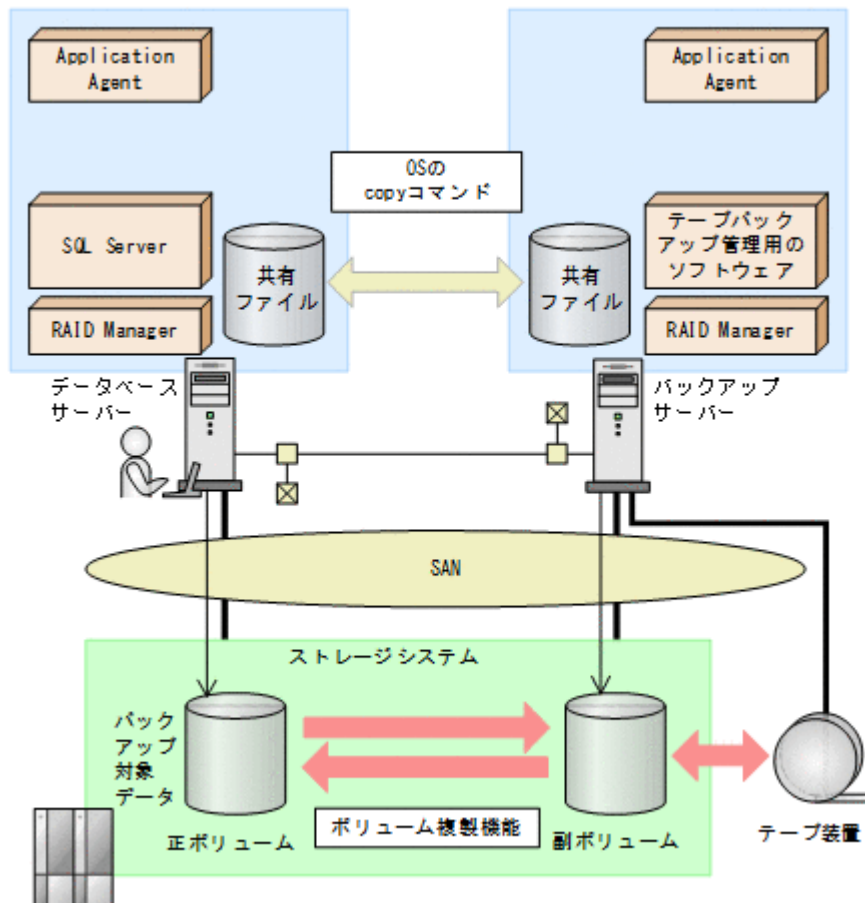 Application
Agent
Application
Agent
OSの
copyコマンド
SQL Server
共有
ファイル
共有
ファイル
テープバック
アップ管理用の
ソフトウェア
RAID Manager
RAID Manager
データベース
サーバー
バックアップ
サーバー
SAN
ストレージシステム
バック
アップ
対象
データ
正ボリューム
ボリューム複製機能
副ボリューム
テープ装置